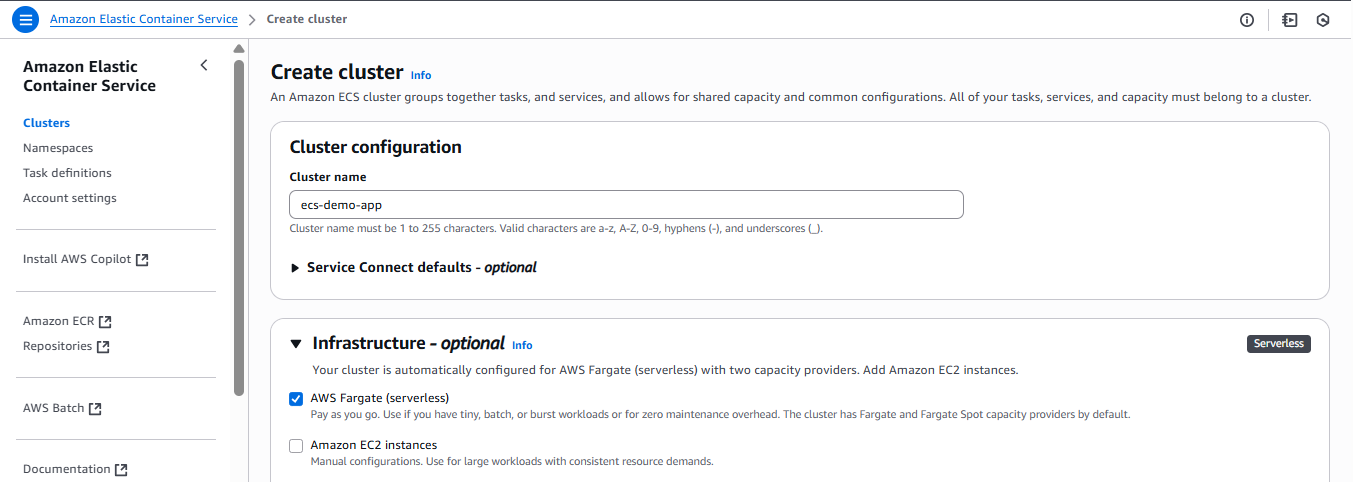 Amazon Elastic Container Service > Create cluster
Amazon Elastic
Container Service
Clusters
Namespaces
Task definitions
Account settings
Install AWS Copilot
Amazon ECR
Repositories
AWS Batch
Documentation
Create cluster Info
An Amazon ECS cluster groups together tasks, and services, and allows for shared capacity and common configurations. All of your tasks, services, and capacity must belong to a cluster.
Cluster configuration
Cluster name
ecs-demo-app
Cluster name must be 1 to 255 characters. Valid characters are a-z, A-Z, 0-9, hyphens (-), and underscores (_).
Service Connect defaults - optional
Infrastructure - optional Info
Serverless
Your cluster is automatically configured for AWS Fargate (serverless) with two capacity providers. Add Amazon EC2 instances.
AWS Fargate (serverless)
Pay as you go. Use if you have tiny, batch, or burst workloads or for zero maintenance overhead. The cluster has Fargate and Fargate Spot capacity providers by default.
Amazon EC2 instances
Manual configurations. Use for large workloads with consistent resource demands.